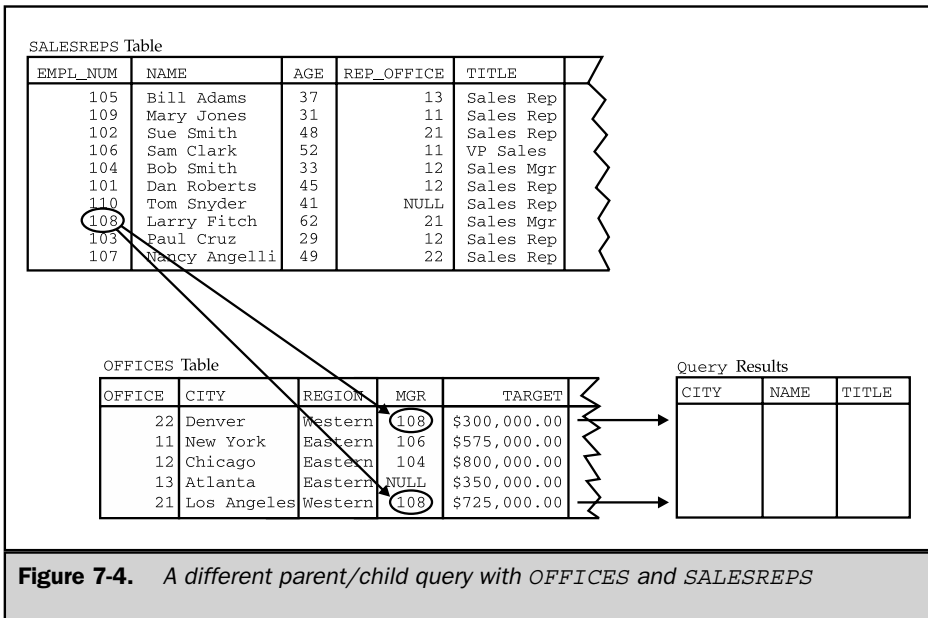 SALESREPS Table
EMPL_NUM NAME AGE REP_OFFICE TITLE
105 Bill Adams 37 13 Sales Rep
109 Mary Jones 31 11 Sales Rep
102 Sue Smith 48 21 Sales Rep
106 Sam Clark 52 11 VP Sales
104 Bob Smith 33 12 Sales Mgr
101 Dan Roberts 45 12 Sales Rep
110 Tom Snyder 41 NULL Sales Rep
108 Larry Fitch 62 21 Sales Mgr
103 Paul Cruz 29 12 Sales Rep
107 Nancy Angelli 49 22 Sales Rep
OFFICES Table
OFFICE CITY REGION MGR TARGET
22 Denver Western 108 $300,000.00
11 New York Eastern 106 $575,000.00
12 Chicago Eastern 104 $800,000.00
13 Atlanta Eastern NULL $350,000.00
21 Los Angeles Western 108 $725,000.00
Query Results
CITY NAME TITLE
Figure 7-4. A different parent/child query with OFFICES and SALESREPS